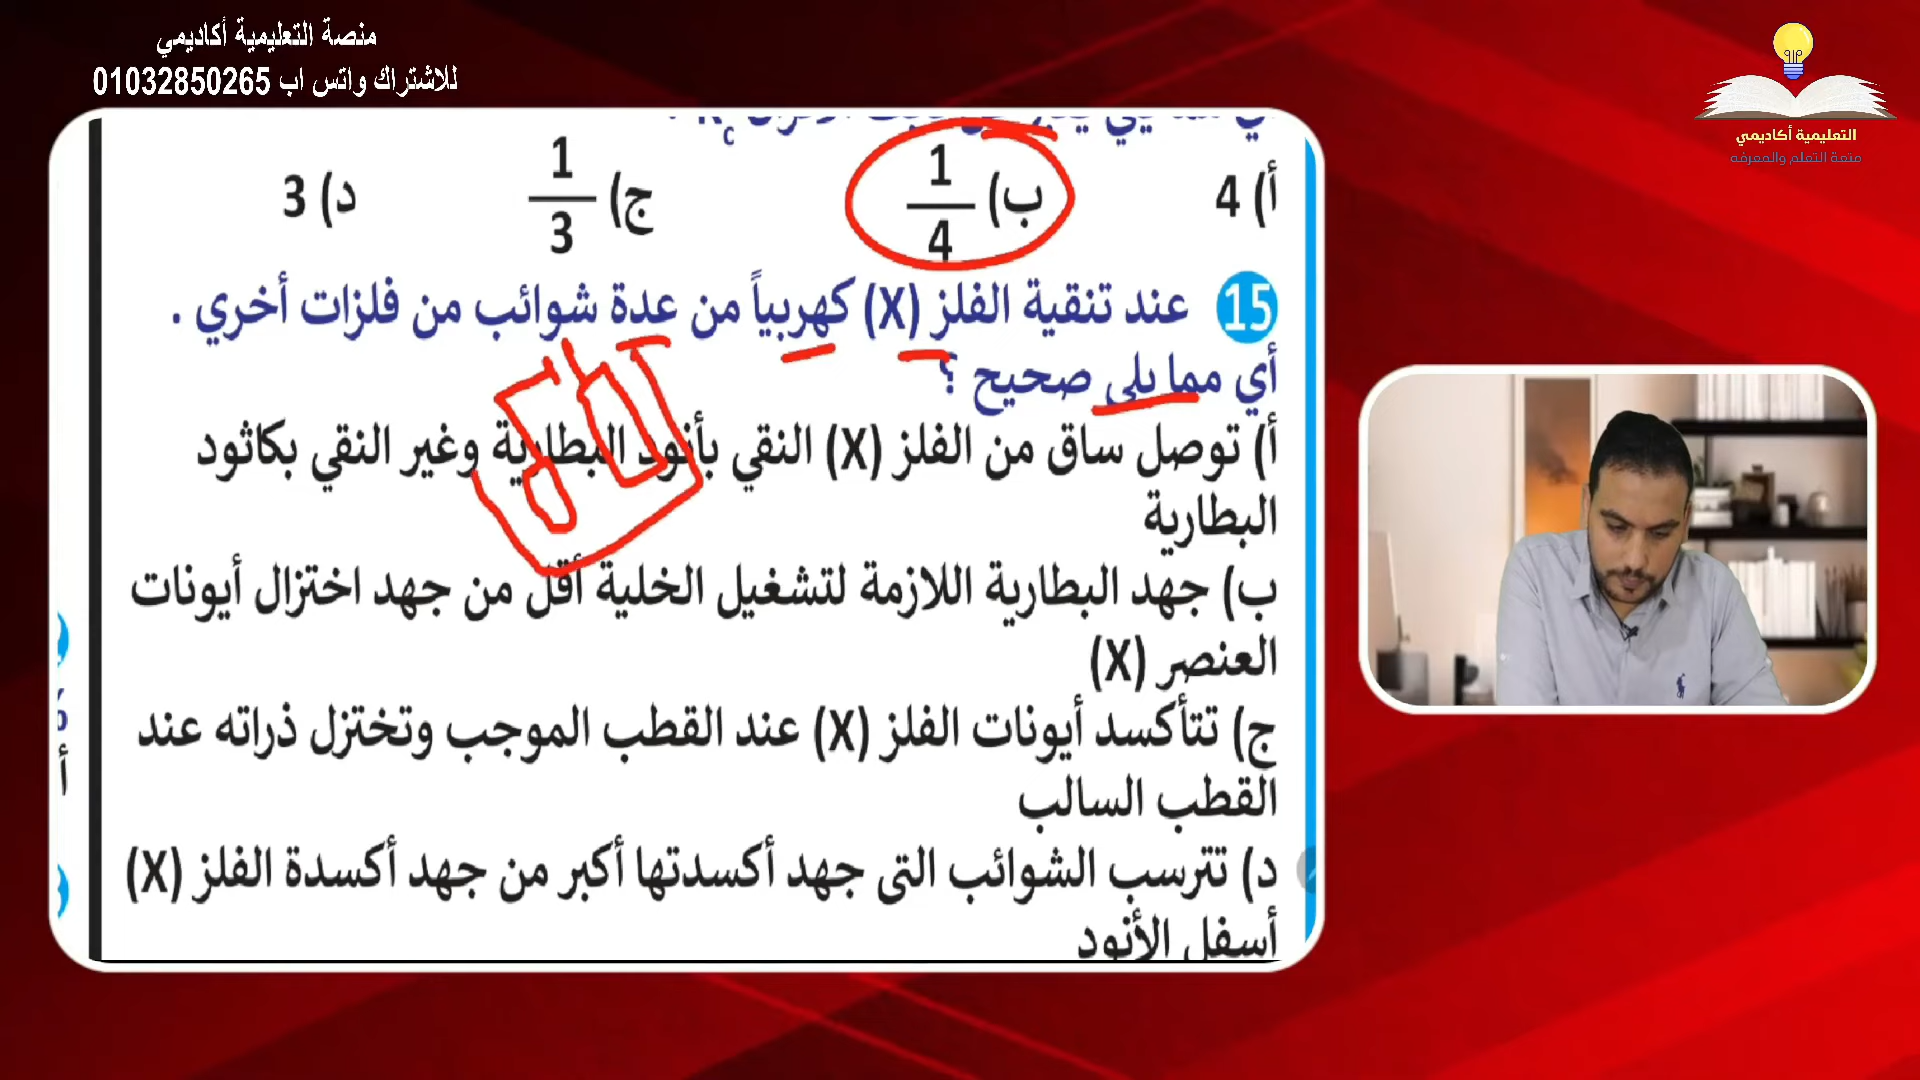 منصة التعليمية أكاديمي
للاشتراك واتس اب 01032850265
التعليمية أكاديمي
متعة التعلم والمعرفه
أ) 4 ب) 1/4 ج) 1/3 د) 3
15 عند تنقية الفلز (X) كهربياً من عدة شوائب من فلزات أخري .
أي مما يلي صحيح ؟
أ) توصل ساق من الفلز (X) النقي بأنود البطارية وغير النقي بكاثود
البطارية
ب) جهد البطارية اللازمة لتشغيل الخلية أقل من جهد اختزال أيونات
العنصر (X)
ج) تتأكسد أيونات الفلز (X) عند القطب الموجب وتختزل ذراته عند
القطب السالب
د) تترسب الشوائب التى جهد أكسدتها أكبر من جهد أكسدة الفلز (X)
أسفل الأنود